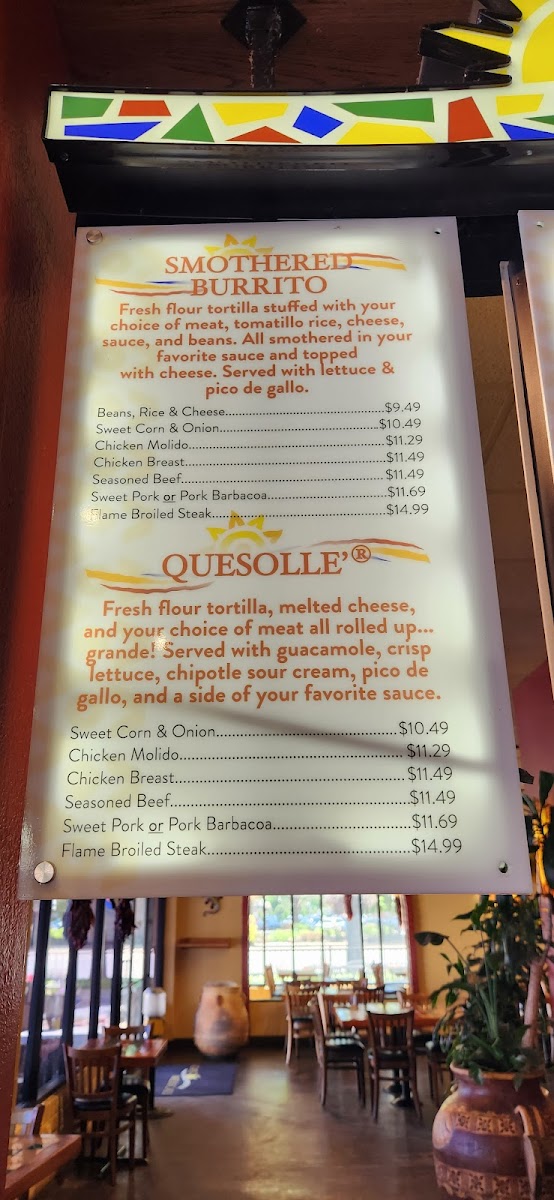 SMOTHERED
BURRITO
Fresh flour tortilla stuffed with your
choice of meat, tomatillo rice, cheese,
sauce, and beans. All smothered in your
favorite sauce and topped
with cheese. Served with lettuce &
pico de gallo.
Beans, Rice & Cheese........................................$9.49
Sweet Corn & Onion........................................$10.49
Chicken Molido..................................................$11.29
Chicken Breast...................................................$11.49
Seasoned Beef....................................................$11.49
Sweet Pork or Pork Barbacoa..............................$11.69
Flame Broiled Steak............................................$14.99
QUESOLLE'®
Fresh flour tortilla, melted cheese,
and your choice of meat all rolled up...
grande! Served with guacamole, crisp
lettuce, chipotle sour cream, pico de
gallo, and a side of your favorite sauce.
Sweet Corn & Onion........................................$10.49
Chicken Molido..................................................$11.29
Chicken Breast...................................................$11.49
Seasoned Beef....................................................$11.49
Sweet Pork or Pork Barbacoa..............................$11.69
Flame Broiled Steak............................................$14.99